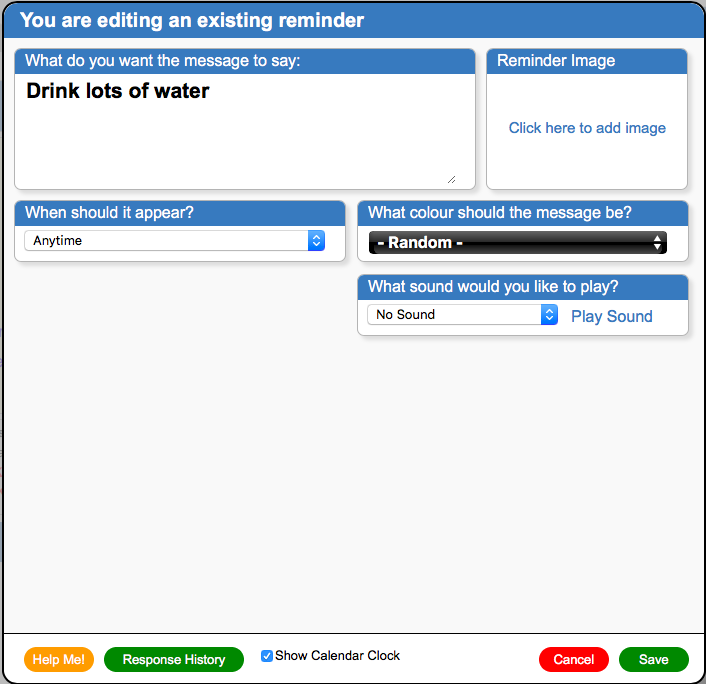 You are editing an existing reminder
What do you want the message to say:
Drink lots of water
Reminder Image
Click here to add image
When should it appear?
Anytime
What colour should the message be?
- Random -
What sound would you like to play?
No Sound
Play Sound
Help Me!
Response History
Show Calendar Clock
Cancel
Save